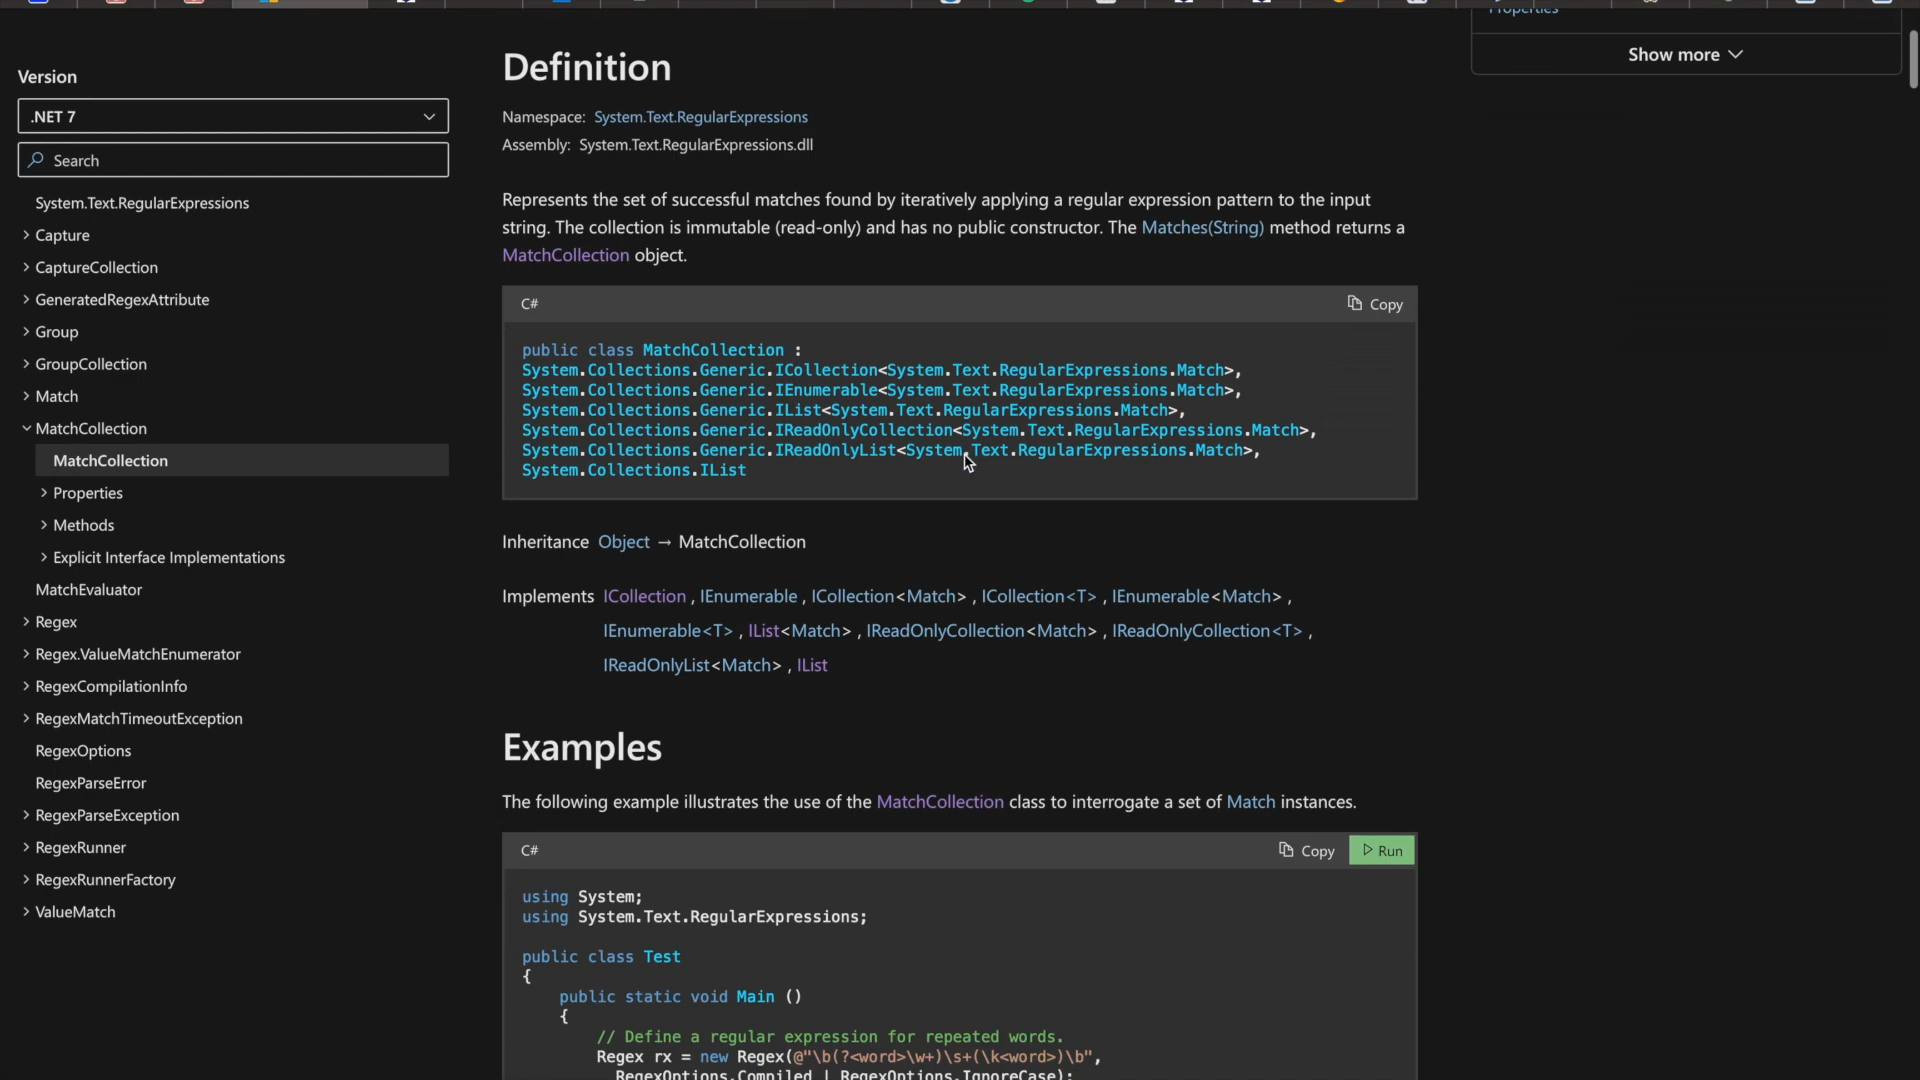 Properties
Show more
Version
.NET 7
Search
System.Text.RegularExpressions
Capture
CaptureCollection
GeneratedRegexAttribute
Group
GroupCollection
Match
MatchCollection
MatchCollection
Properties
Methods
Explicit Interface Implementations
MatchEvaluator
Regex
Regex.ValueMatchEnumerator
RegexCompilationInfo
RegexMatchTimeoutException
RegexOptions
RegexParseError
RegexParseException
RegexRunner
RegexRunnerFactory
ValueMatch
Definition
Namespace: System.Text.RegularExpressions
Assembly: System.Text.RegularExpressions.dll
Represents the set of successful matches found by iteratively applying a regular expression pattern to the input
string. The collection is immutable (read-only) and has no public constructor. The Matches(String) method returns a
MatchCollection object.
C# Copy
public class MatchCollection :
System.Collections.Generic.ICollection<System.Text.RegularExpressions.Match>,
System.Collections.Generic.IEnumerable<System.Text.RegularExpressions.Match>,
System.Collections.Generic.IList<System.Text.RegularExpressions.Match>,
System.Collections.Generic.IReadOnlyCollection<System.Text.RegularExpressions.Match>,
System.Collections.Generic.IReadOnlyList<System.Text.RegularExpressions.Match>,
System.Collections.IList
Inheritance Object → MatchCollection
Implements ICollection , IEnumerable , ICollection<Match> , ICollection<T> , IEnumerable<Match> ,
IEnumerable<T> , IList<Match> , IReadOnlyCollection<Match> , IReadOnlyCollection<T> ,
IReadOnlyList<Match> , IList
Examples
The following example illustrates the use of the MatchCollection class to interrogate a set of Match instances.
C# Copy Run
using System;
using System.Text.RegularExpressions;
public class Test
{
public static void Main ()
{
// Define a regular expression for repeated words.
Regex rx = new Regex(@"\b(?<word>\w+)\s+(\k<word>)\b",
RegexOptions.Compiled | RegexOptions.IgnoreCase);